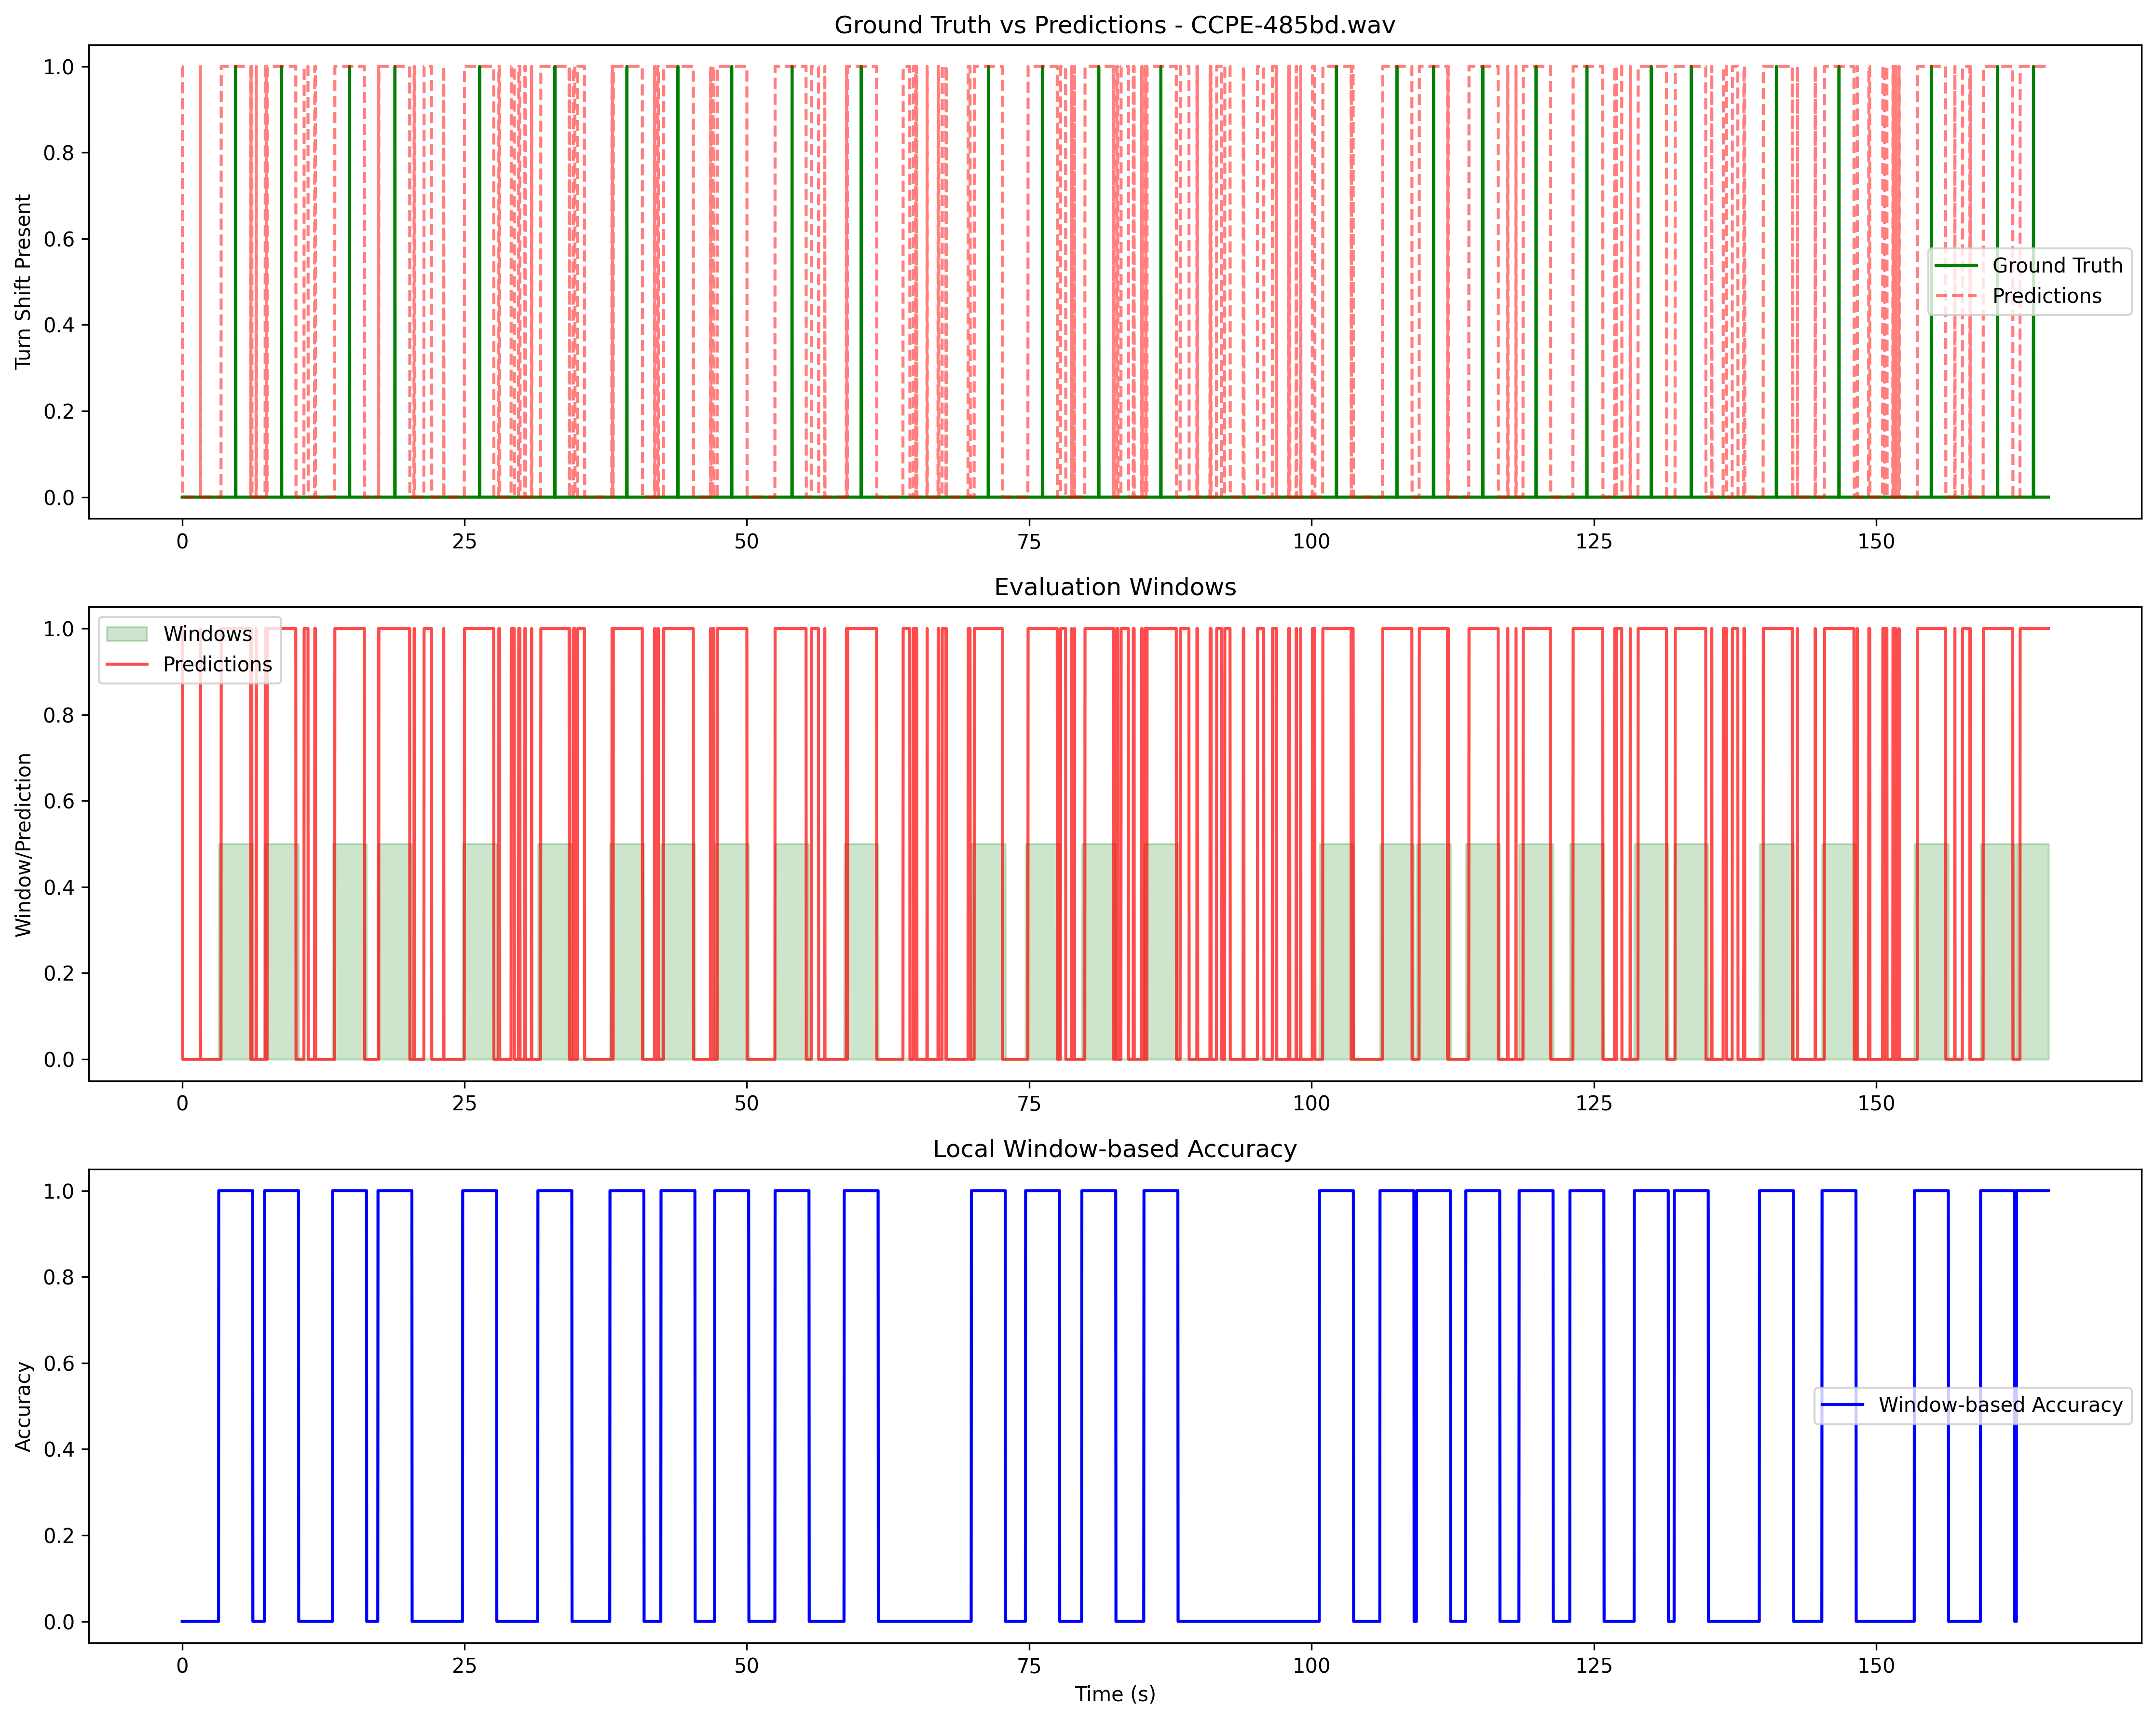 Ground Truth vs Predictions - CCPE-485bd.wav
Turn Shift Present
1.0
0.8
0.6
0.4
0.2
0.0
Ground Truth
Predictions
0 25 50 75 100 125 150
Evaluation Windows
Window/Prediction
1.0
0.8
0.6
0.4
0.2
0.0
Windows
Predictions
0 25 50 75 100 125 150
Local Window-based Accuracy
Accuracy
1.0
0.8
0.6
0.4
0.2
0.0
Window-based Accuracy
0 25 50 75 100 125 150
Time (s)